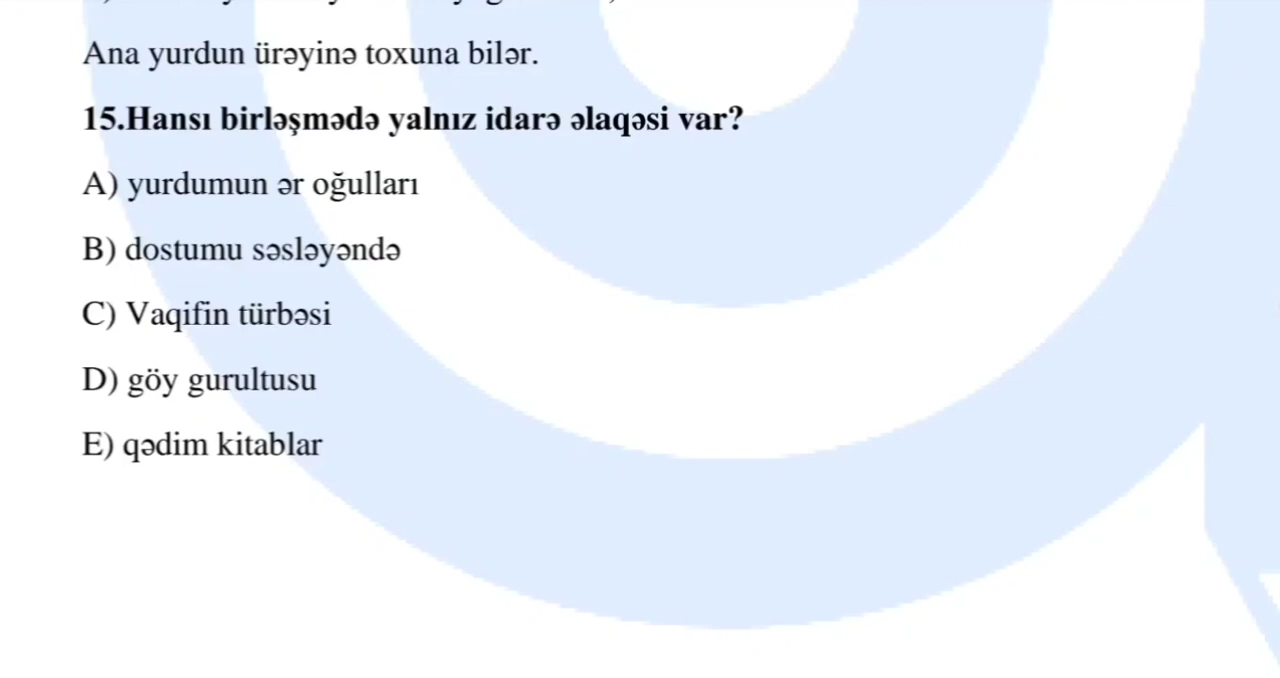 Ana yurdun ürəyinə toxuna bilər.
15.Hansı birləşmədə yalnız idarə əlaqəsi var?
A) yurdumun ər oğulları
B) dostumu səsləyəndə
C) Vaqifin türbəsi
D) göy gurultusu
E) qədim kitablar